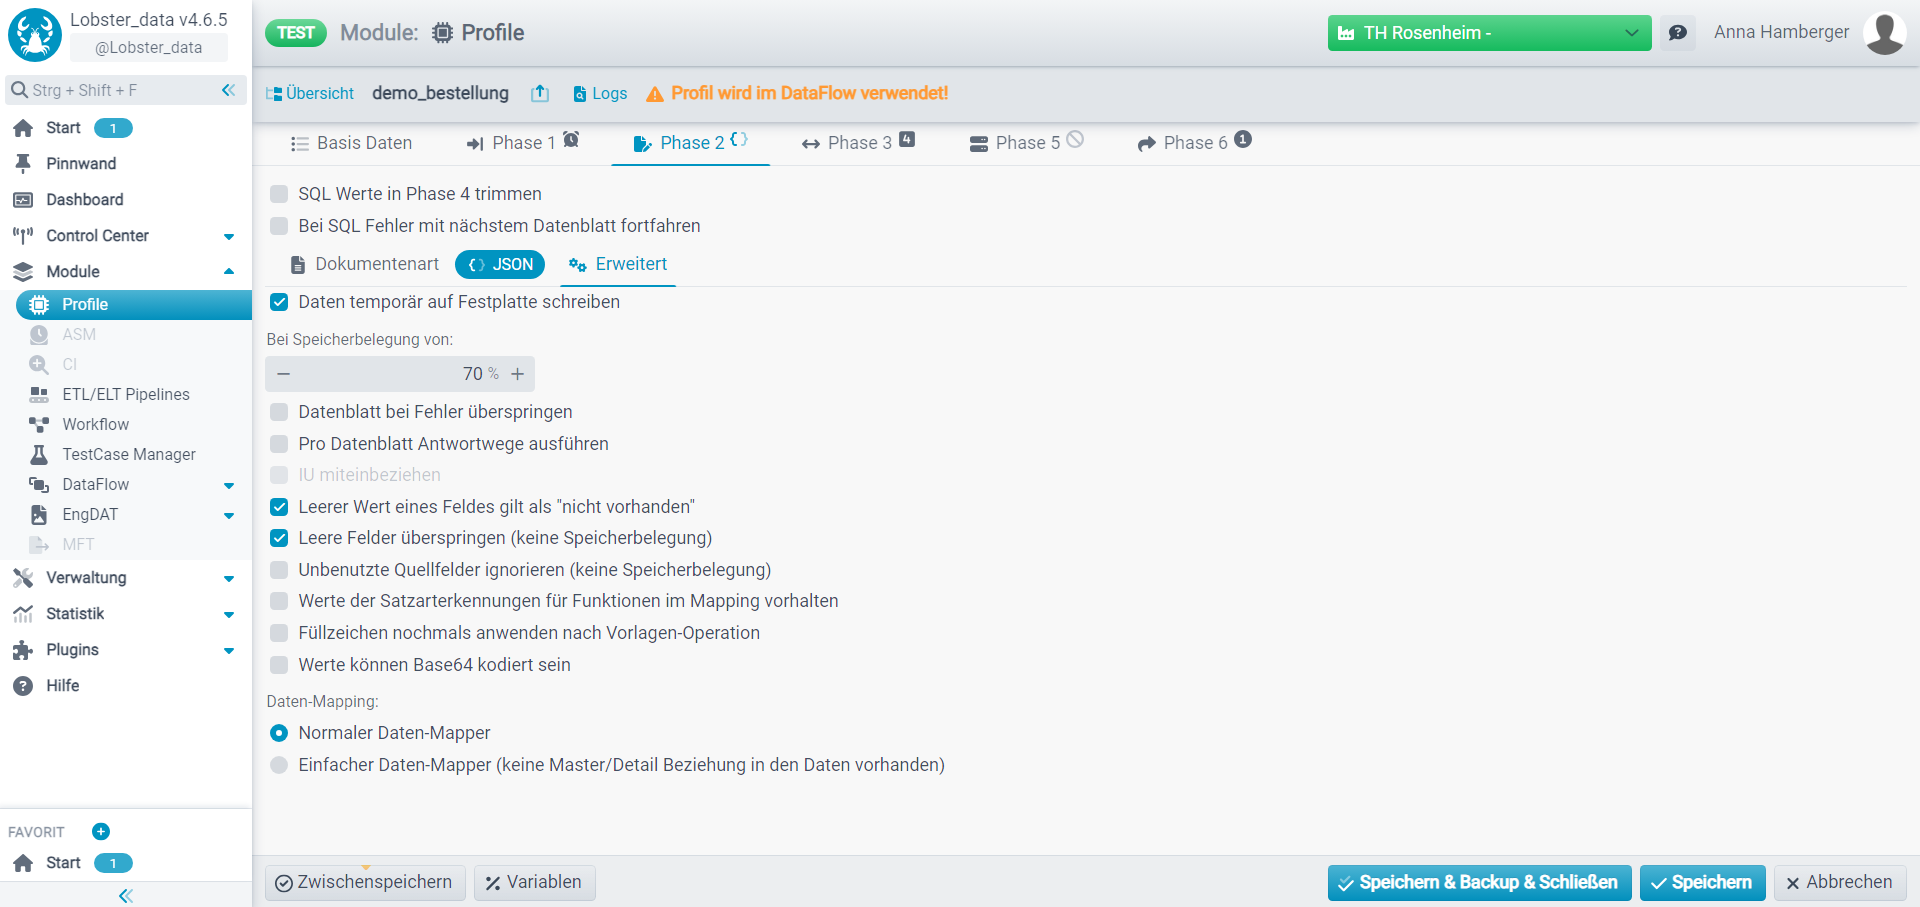 Lobster_data v4.6.5
@Lobster_data
Strg + Shift + F
Start 1
Pinnwand
Dashboard
Control Center
Module
Profile
ASM
CI
ETL/ELT Pipelines
Workflow
TestCase Manager
DataFlow
EngDAT
MFT
Verwaltung
Statistik
Plugins
Hilfe
FAVORIT
Start 1
TEST Module: Profile
TH Rosenheim -
Anna Hamberger
Übersicht demo_bestellung Logs Profil wird im DataFlow verwendet!
Basis Daten Phase 1 Phase 2 Phase 3 4 Phase 5 Phase 6 1
SQL Werte in Phase 4 trimmen
Bei SQL Fehler mit nächstem Datenblatt fortfahren
Dokumentenart JSON Erweitert
Daten temporär auf Festplatte schreiben
Bei Speicherbelegung von:
70 %
Datenblatt bei Fehler überspringen
Pro Datenblatt Antwortwege ausführen
IU miteinbeziehen
Leerer Wert eines Feldes gilt als "nicht vorhanden"
Leere Felder überspringen (keine Speicherbelegung)
Unbenutzte Quellfelder ignorieren (keine Speicherbelegung)
Werte der Satzarterkennungen für Funktionen im Mapping vorhalten
Füllzeichen nochmals anwenden nach Vorlagen-Operation
Werte können Base64 kodiert sein
Daten-Mapping:
Normaler Daten-Mapper
Einfacher Daten-Mapper (keine Master/Detail Beziehung in den Daten vorhanden)
Zwischenspeichern Variablen Speichern & Backup & Schließen Speichern Abbrechen